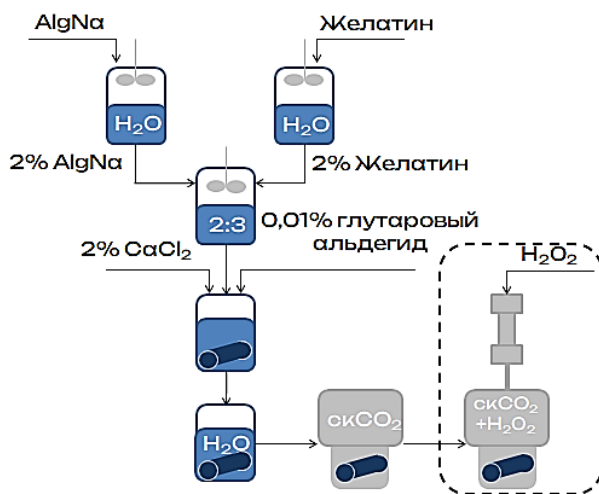 AlgNa
Желатин
H₂O
H₂O
2% AlgNa
2% Желатин
2:3
0,01% глутаровый
альдегид
2% CaCl₂
H₂O₂
H₂O
скCO₂
скCO₂
+H₂O₂